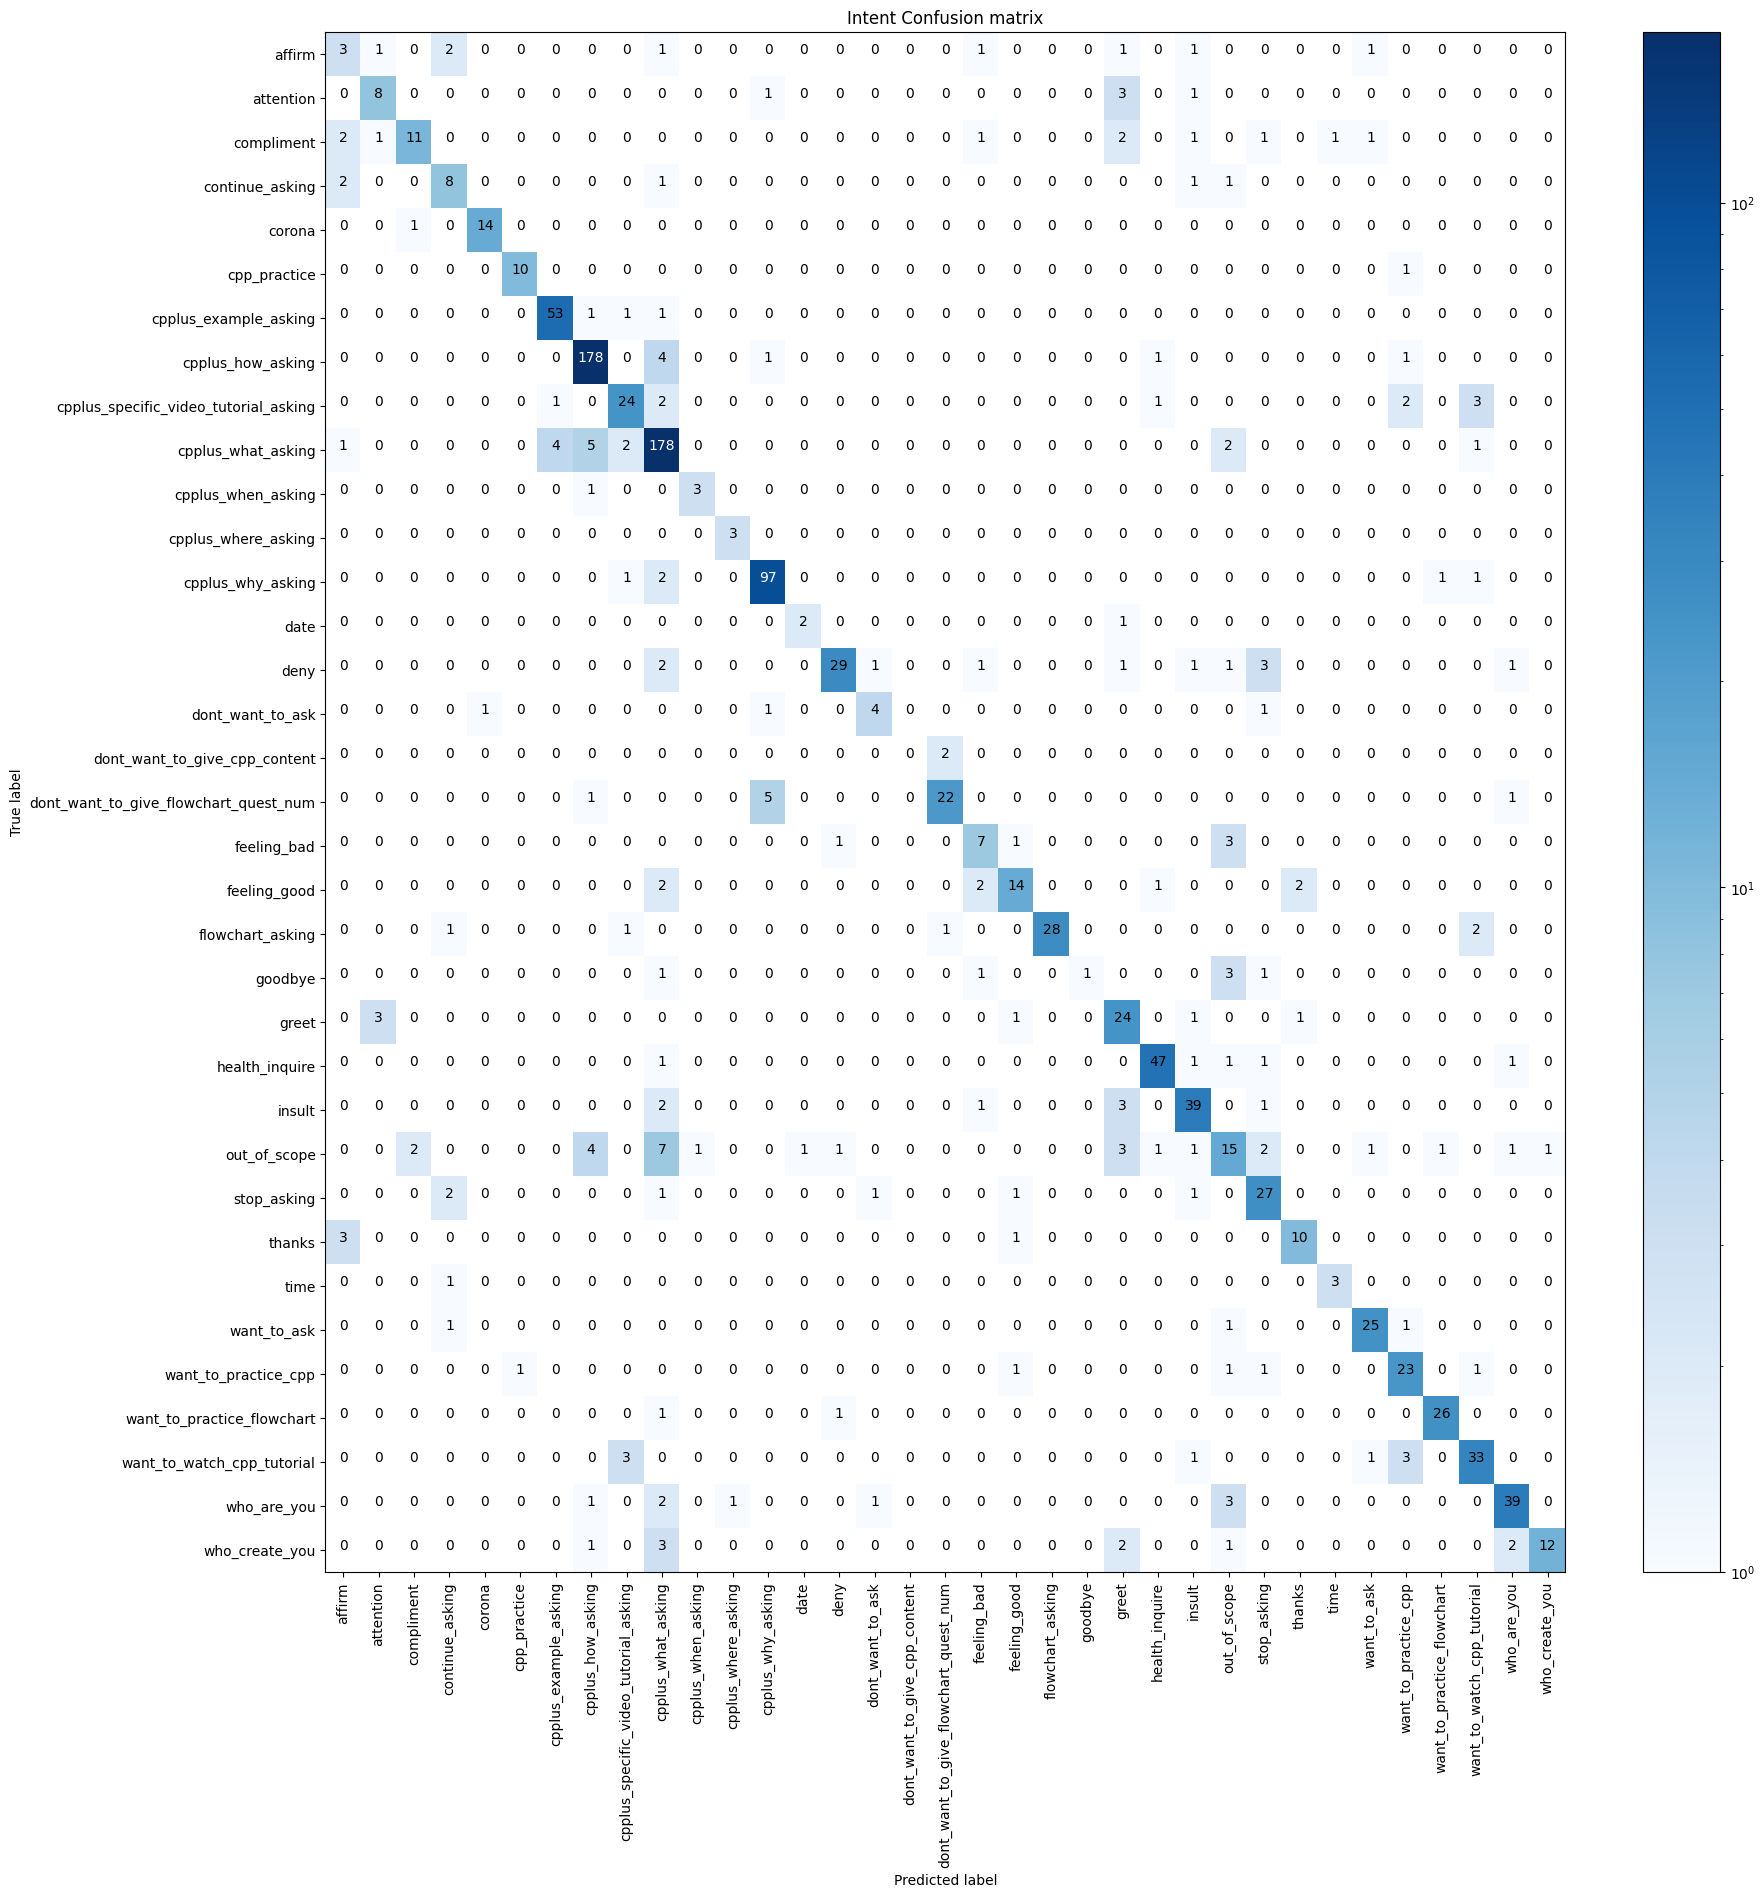 Intent Confusion matrix
affirm 3 1 0 2 0 0 0 0 0 1 0 0 0 0 0 0 0 0 1 0 0 0 1 0 1 0 0 0 0 1 0 0 0 0 0
attention 0 8 0 0 0 0 0 0 0 0 0 0 1 0 0 0 0 0 0 0 0 0 3 0 1 0 0 0 0 0 0 0 0 0 0
compliment 2 1 11 0 0 0 0 0 0 0 0 0 0 0 0 0 0 0 1 0 0 0 2 0 1 0 1 0 1 1 0 0 0 0 0
continue_asking 2 0 0 8 0 0 0 0 0 1 0 0 0 0 0 0 0 0 0 0 0 0 0 0 1 1 0 0 0 0 0 0 0 0 0
corona 0 0 1 0 14 0 0 0 0 0 0 0 0 0 0 0 0 0 0 0 0 0 0 0 0 0 0 0 0 0 0 0 0 0 0
cpp_practice 0 0 0 0 0 10 0 0 0 0 0 0 0 0 0 0 0 0 0 0 0 0 0 0 0 0 0 0 0 0 1 0 0 0 0
cpplus_example_asking 0 0 0 0 0 0 53 1 1 1 0 0 0 0 0 0 0 0 0 0 0 0 0 0 0 0 0 0 0 0 0 0 0 0 0
cpplus_how_asking 0 0 0 0 0 0 0 178 0 4 0 0 1 0 0 0 0 0 0 0 0 0 0 1 0 0 0 0 0 0 1 0 0 0 0
cpplus_specific_video_tutorial_asking 0 0 0 0 0 0 1 0 24 2 0 0 0 0 0 0 0 0 0 0 0 0 0 1 0 0 0 0 0 0 2 0 3 0 0
cpplus_what_asking 1 0 0 0 0 0 4 5 2 178 0 0 0 0 0 0 0 0 0 0 0 0 0 0 0 2 0 0 0 0 0 0 1 0 0
cpplus_when_asking 0 0 0 0 0 0 0 1 0 0 3 0 0 0 0 0 0 0 0 0 0 0 0 0 0 0 0 0 0 0 0 0 0 0 0
cpplus_where_asking 0 0 0 0 0 0 0 0 0 0 0 3 0 0 0 0 0 0 0 0 0 0 0 0 0 0 0 0 0 0 0 0 0 0 0
cpplus_why_asking 0 0 0 0 0 0 0 0 1 2 0 0 97 0 0 0 0 0 0 0 0 0 0 0 0 0 0 0 0 0 0 1 1 0 0
date 0 0 0 0 0 0 0 0 0 0 0 0 0 2 0 0 0 0 0 0 0 0 1 0 0 0 0 0 0 0 0 0 0 0 0
deny 0 0 0 0 0 0 0 0 0 2 0 0 0 0 29 1 0 0 1 0 0 0 1 0 1 1 3 0 0 0 0 0 0 1 0
dont_want_to_ask 0 0 0 0 1 0 0 0 0 0 0 0 1 0 0 4 0 0 0 0 0 0 0 0 0 0 1 0 0 0 0 0 0 0 0
dont_want_to_give_cpp_content 0 0 0 0 0 0 0 0 0 0 0 0 0 0 0 0 0 2 0 0 0 0 0 0 0 0 0 0 0 0 0 0 0 0 0
dont_want_to_give_flowchart_quest_num 0 0 0 0 0 0 0 1 0 0 0 0 5 0 0 0 0 22 0 0 0 0 0 0 0 0 0 0 0 0 0 0 0 1 0
feeling_bad 0 0 0 0 0 0 0 0 0 0 0 0 0 0 1 0 0 0 7 1 0 0 0 0 0 3 0 0 0 0 0 0 0 0 0
feeling_good 0 0 0 0 0 0 0 0 0 2 0 0 0 0 0 0 0 0 2 14 0 0 0 1 0 0 0 2 0 0 0 0 0 0 0
flowchart_asking 0 0 0 1 0 0 0 0 1 0 0 0 0 0 0 0 0 1 0 0 28 0 0 0 0 0 0 0 0 0 0 0 2 0 0
goodbye 0 0 0 0 0 0 0 0 0 1 0 0 0 0 0 0 0 0 1 0 0 1 0 0 0 3 1 0 0 0 0 0 0 0 0
greet 0 3 0 0 0 0 0 0 0 0 0 0 0 0 0 0 0 0 0 1 0 0 24 0 1 0 0 1 0 0 0 0 0 0 0
health_inquire 0 0 0 0 0 0 0 0 0 1 0 0 0 0 0 0 0 0 0 0 0 0 0 47 1 1 1 0 0 0 0 0 0 1 0
insult 0 0 0 0 0 0 0 0 0 2 0 0 0 0 0 0 0 0 1 0 0 0 3 0 39 0 1 0 0 0 0 0 0 0 0
out_of_scope 0 0 2 0 0 0 0 4 0 7 1 0 0 1 1 0 0 0 0 0 0 0 3 1 1 15 2 0 0 1 0 1 0 1 1
stop_asking 0 0 0 2 0 0 0 0 0 1 0 0 0 0 0 1 0 0 0 1 0 0 0 0 1 0 27 0 0 0 0 0 0 0 0
thanks 3 0 0 0 0 0 0 0 0 0 0 0 0 0 0 0 0 0 0 1 0 0 0 0 0 0 0 10 0 0 0 0 0 0 0
time 0 0 0 1 0 0 0 0 0 0 0 0 0 0 0 0 0 0 0 0 0 0 0 0 0 0 0 0 3 0 0 0 0 0 0
want_to_ask 0 0 0 1 0 0 0 0 0 0 0 0 0 0 0 0 0 0 0 0 0 0 0 0 0 1 0 0 0 25 1 0 0 0 0
want_to_practice_cpp 0 0 0 0 0 1 0 0 0 0 0 0 0 0 0 0 0 0 0 1 0 0 0 0 0 1 1 0 0 0 23 0 1 0 0
want_to_practice_flowchart 0 0 0 0 0 0 0 0 0 1 0 0 0 0 1 0 0 0 0 0 0 0 0 0 0 0 0 0 0 0 0 26 0 0 0
want_to_watch_cpp_tutorial 0 0 0 0 0 0 0 0 3 0 0 0 0 0 0 0 0 0 0 0 0 0 0 0 1 0 0 0 0 1 3 0 33 0 0
who_are_you 0 0 0 0 0 0 0 1 0 2 0 1 0 0 0 1 0 0 0 0 0 0 0 0 0 3 0 0 0 0 0 0 0 39 0
who_create_you 0 0 0 0 0 0 0 1 0 3 0 0 0 0 0 0 0 0 0 0 0 0 2 0 0 1 0 0 0 0 0 0 0 2 12
True label
affirm
attention
compliment
continue_asking
corona
cpp_practice
cpplus_example_asking
cpplus_how_asking
cpplus_specific_video_tutorial_asking
cpplus_what_asking
cpplus_when_asking
cpplus_where_asking
cpplus_why_asking
date
deny
dont_want_to_ask
dont_want_to_give_cpp_content
dont_want_to_give_flowchart_quest_num
feeling_bad
feeling_good
flowchart_asking
goodbye
greet
health_inquire
insult
out_of_scope
stop_asking
thanks
time
want_to_ask
want_to_practice_cpp
want_to_practice_flowchart
want_to_watch_cpp_tutorial
who_are_you
who_create_you
Predicted label
10²
10¹
10⁰